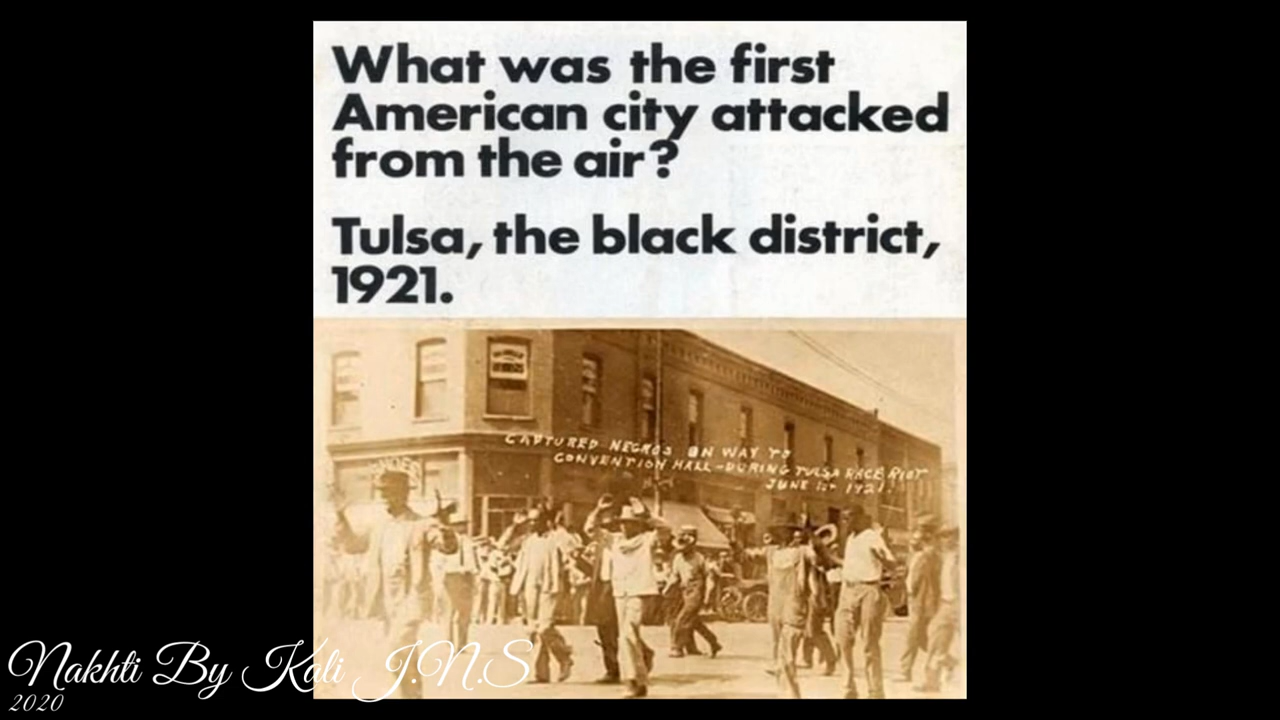 What was the first
American city attacked
from the air?
Tulsa, the black district,
1921.
CAPTURED NEGROS ON WAY TO
CONVENTION HALL - DURING TULSA RACE RIOT
JUNE 1st 1921.
Nakhti By Kali J.N.S
2020